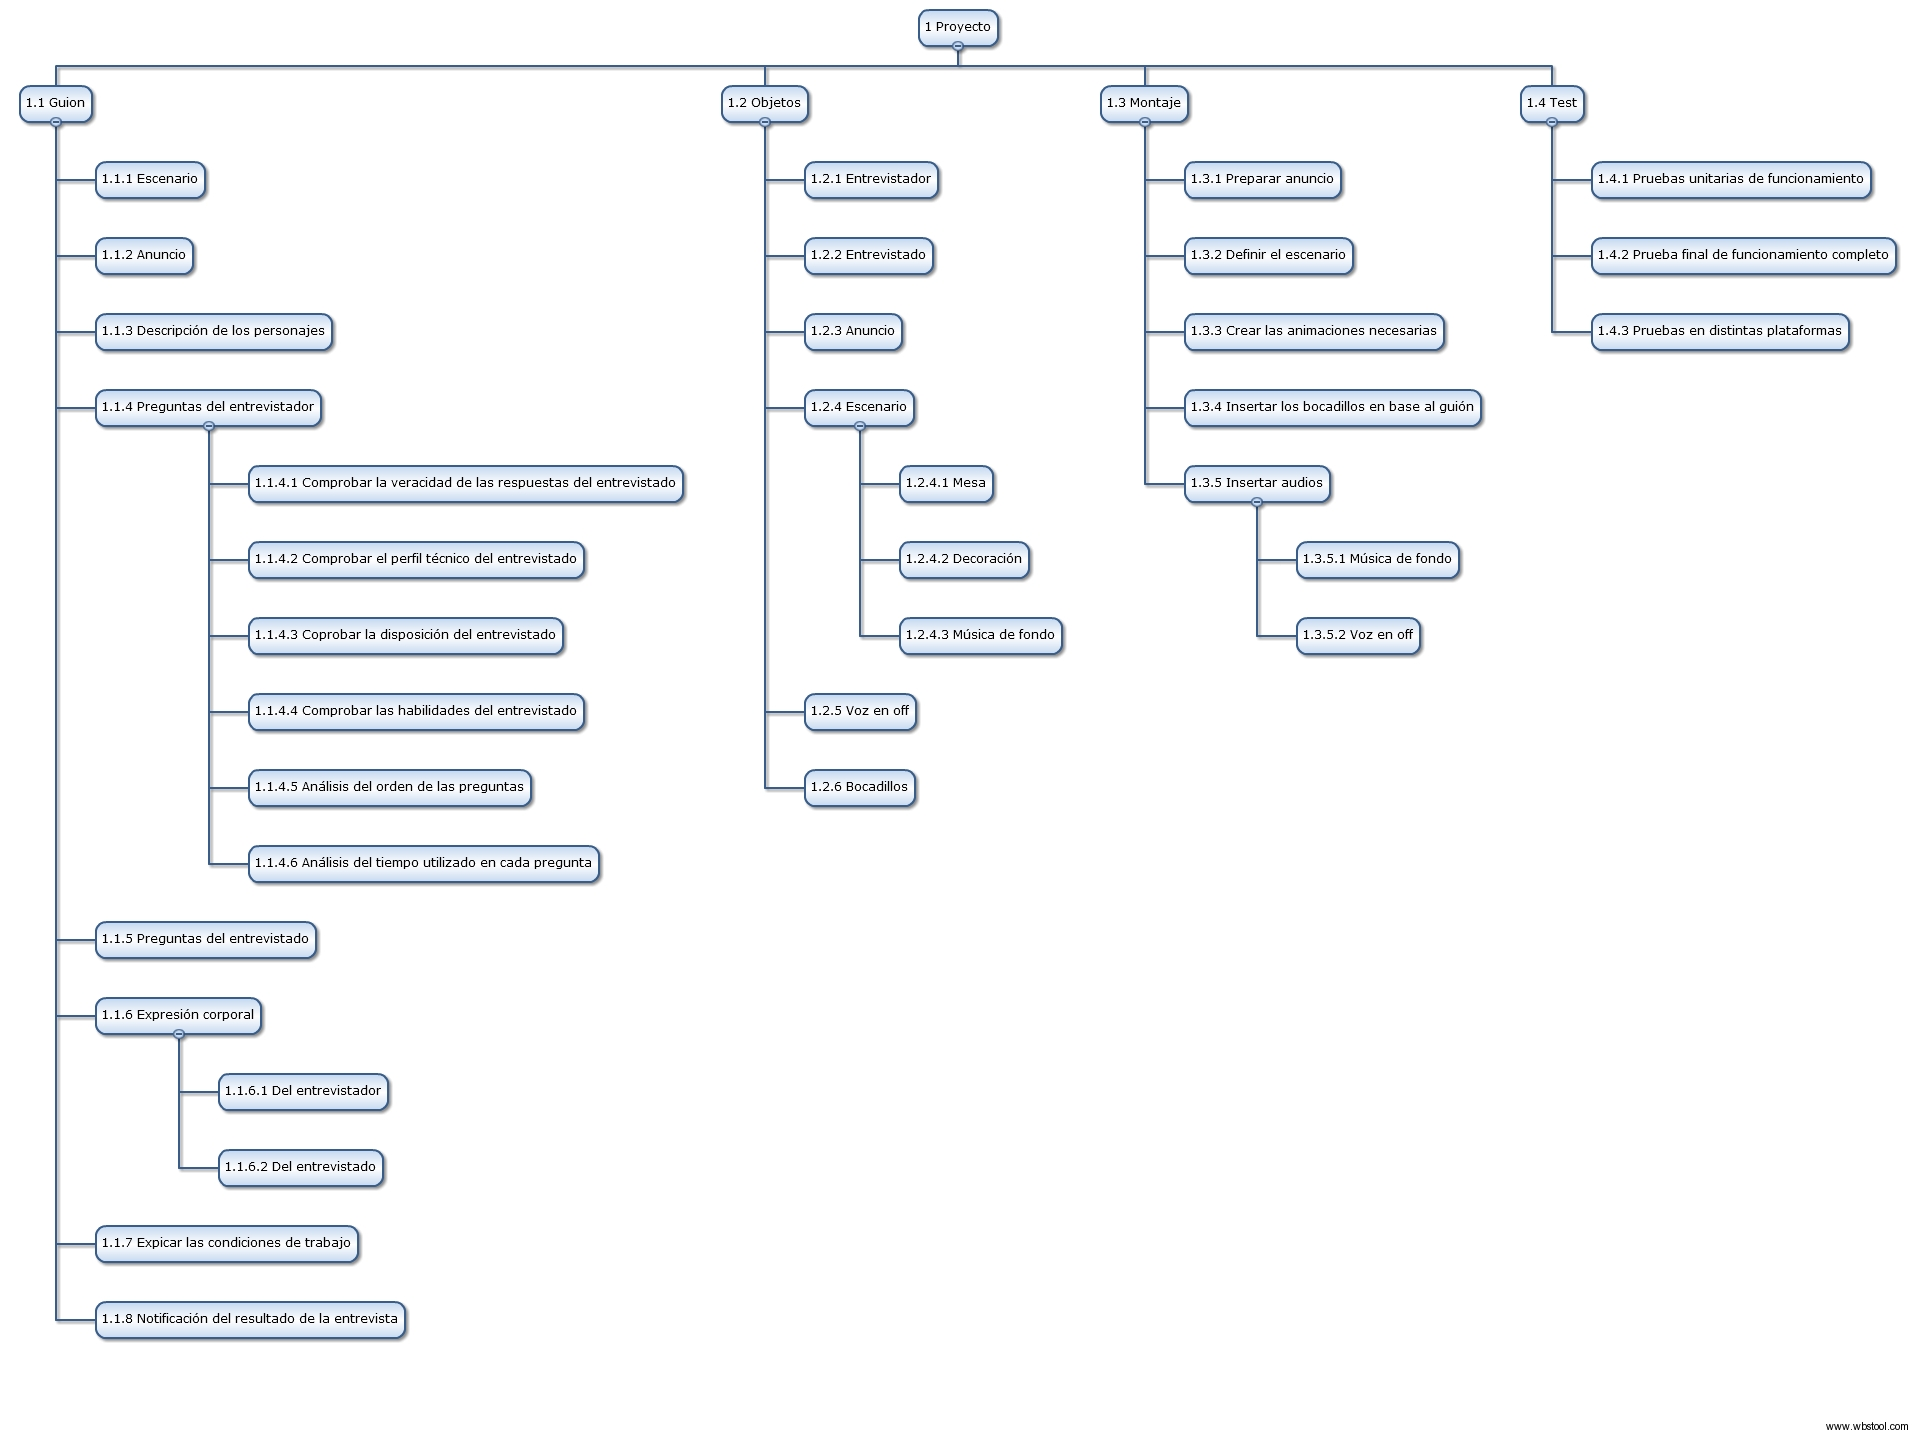 1 Proyecto
1.1 Guion
1.1.1 Escenario
1.1.2 Anuncio
1.1.3 Descripción de los personajes
1.1.4 Preguntas del entrevistador
1.1.4.1 Comprobar la veracidad de las respuestas del entrevistado
1.1.4.2 Comprobar el perfil técnico del entrevistado
1.1.4.3 Coprobar la disposición del entrevistado
1.1.4.4 Comprobar las habilidades del entrevistado
1.1.4.5 Análisis del orden de las preguntas
1.1.4.6 Análisis del tiempo utilizado en cada pregunta
1.1.5 Preguntas del entrevistado
1.1.6 Expresión corporal
1.1.6.1 Del entrevistador
1.1.6.2 Del entrevistado
1.1.7 Expicar las condiciones de trabajo
1.1.8 Notificación del resultado de la entrevista
1.2 Objetos
1.2.1 Entrevistador
1.2.2 Entrevistado
1.2.3 Anuncio
1.2.4 Escenario
1.2.4.1 Mesa
1.2.4.2 Decoración
1.2.4.3 Música de fondo
1.2.5 Voz en off
1.2.6 Bocadillos
1.3 Montaje
1.3.1 Preparar anuncio
1.3.2 Definir el escenario
1.3.3 Crear las animaciones necesarias
1.3.4 Insertar los bocadillos en base al guión
1.3.5 Insertar audios
1.3.5.1 Música de fondo
1.3.5.2 Voz en off
1.4 Test
1.4.1 Pruebas unitarias de funcionamiento
1.4.2 Prueba final de funcionamiento completo
1.4.3 Pruebas en distintas plataformas
www.wbstool.com